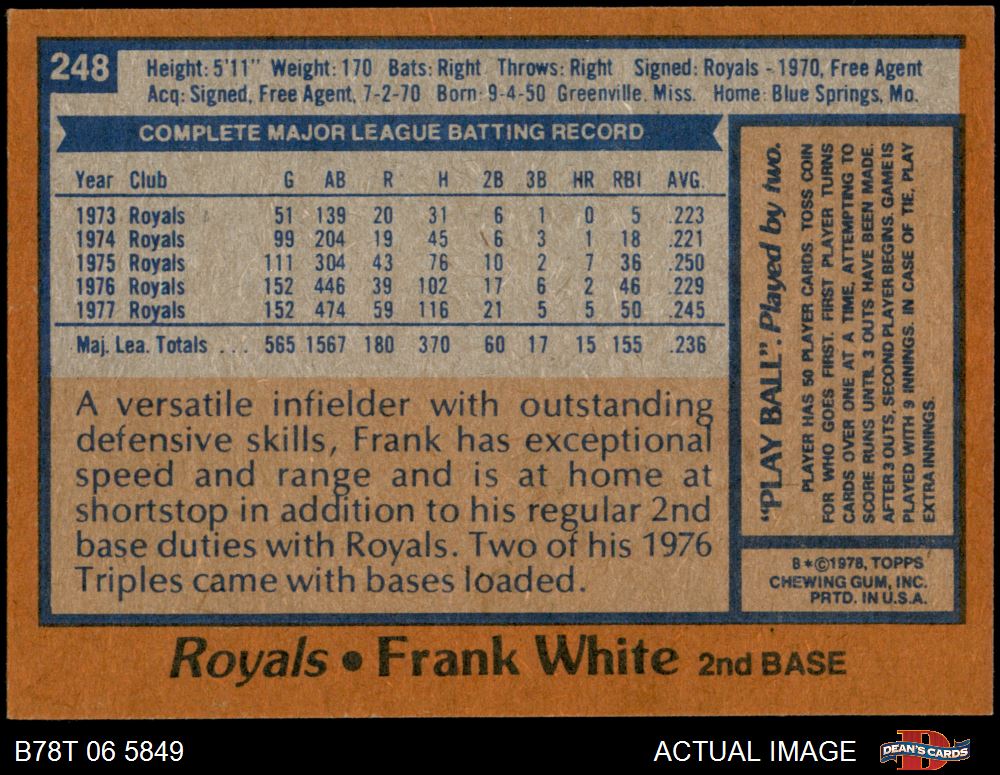 248
Height: 5'11" Weight: 170 Bats: Right Throws: Right Signed: Royals - 1970, Free Agent
Acq: Signed, Free Agent, 7-2-70 Born: 9-4-50 Greenville, Miss. Home: Blue Springs, Mo.
COMPLETE MAJOR LEAGUE BATTING RECORD
Year Club G AB R H 2B 3B HR RBI AVG.
1973 Royals 51 139 20 31 6 1 0 5 .223
1974 Royals 99 204 19 45 6 3 1 18 .221
1975 Royals 111 304 43 76 10 2 7 36 .250
1976 Royals 152 446 39 102 17 6 2 46 .229
1977 Royals 152 474 59 116 21 5 5 50 .245
Maj. Lea. Totals ... 565 1567 180 370 60 17 15 155 .236
A versatile infielder with outstanding
defensive skills, Frank has exceptional
speed and range and is at home at
shortstop in addition to his regular 2nd
base duties with Royals. Two of his 1976
Triples came with bases loaded.
"PLAY BALL". Played by two.
PLAYER HAS 50 PLAYER CARDS. TOSS COIN
FOR WHO GOES FIRST. FIRST PLAYER TURNS
CARDS OVER ONE AT A TIME, ATTEMPTING TO
SCORE RUNS UNTIL 3 OUTS HAVE BEEN MADE.
AFTER 3 OUTS, SECOND PLAYER BEGINS. GAME IS
PLAYED WITH 9 INNINGS. IN CASE OF TIE, PLAY
EXTRA INNINGS.
B*©1978, TOPPS
CHEWING GUM, INC.
PRTD. IN U.S.A.
Royals • Frank White 2nd BASE
B78T 06 5849
ACTUAL IMAGE
D
DEAN'S CARDS